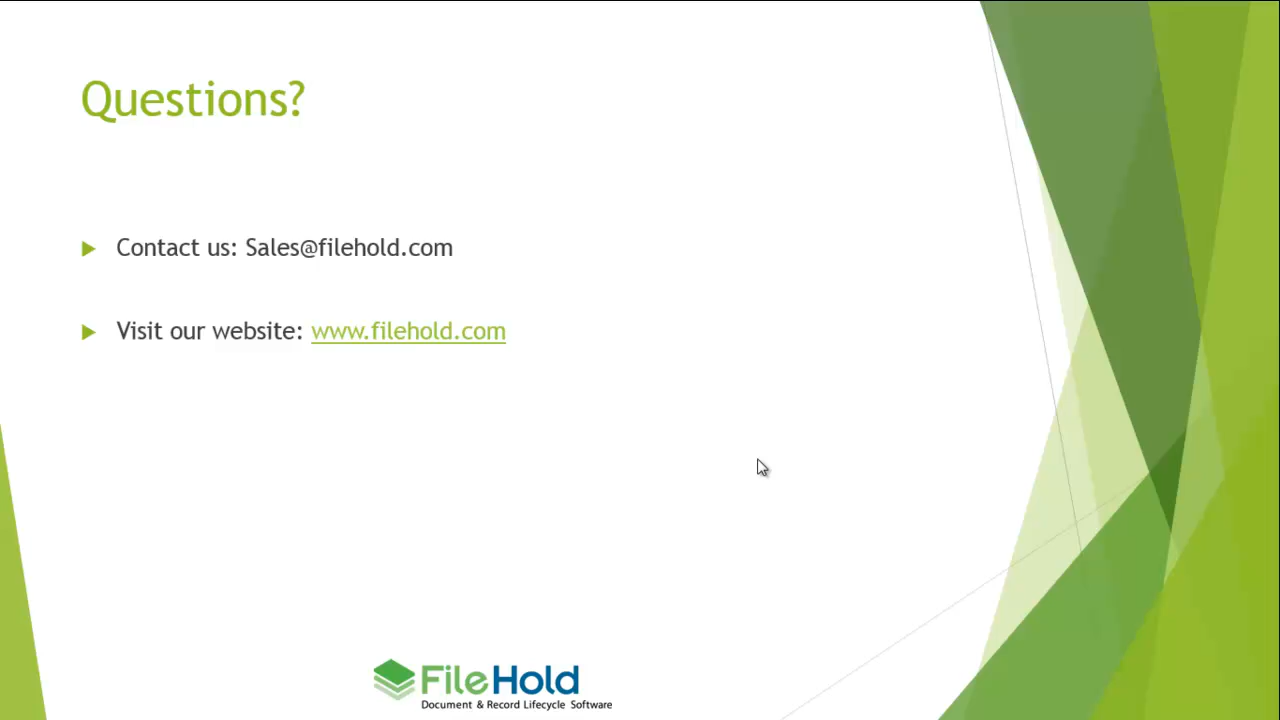 Questions?
Contact us: Sales@filehold.com
Visit our website: www.filehold.com
FileHold
Document & Record Lifecycle Software